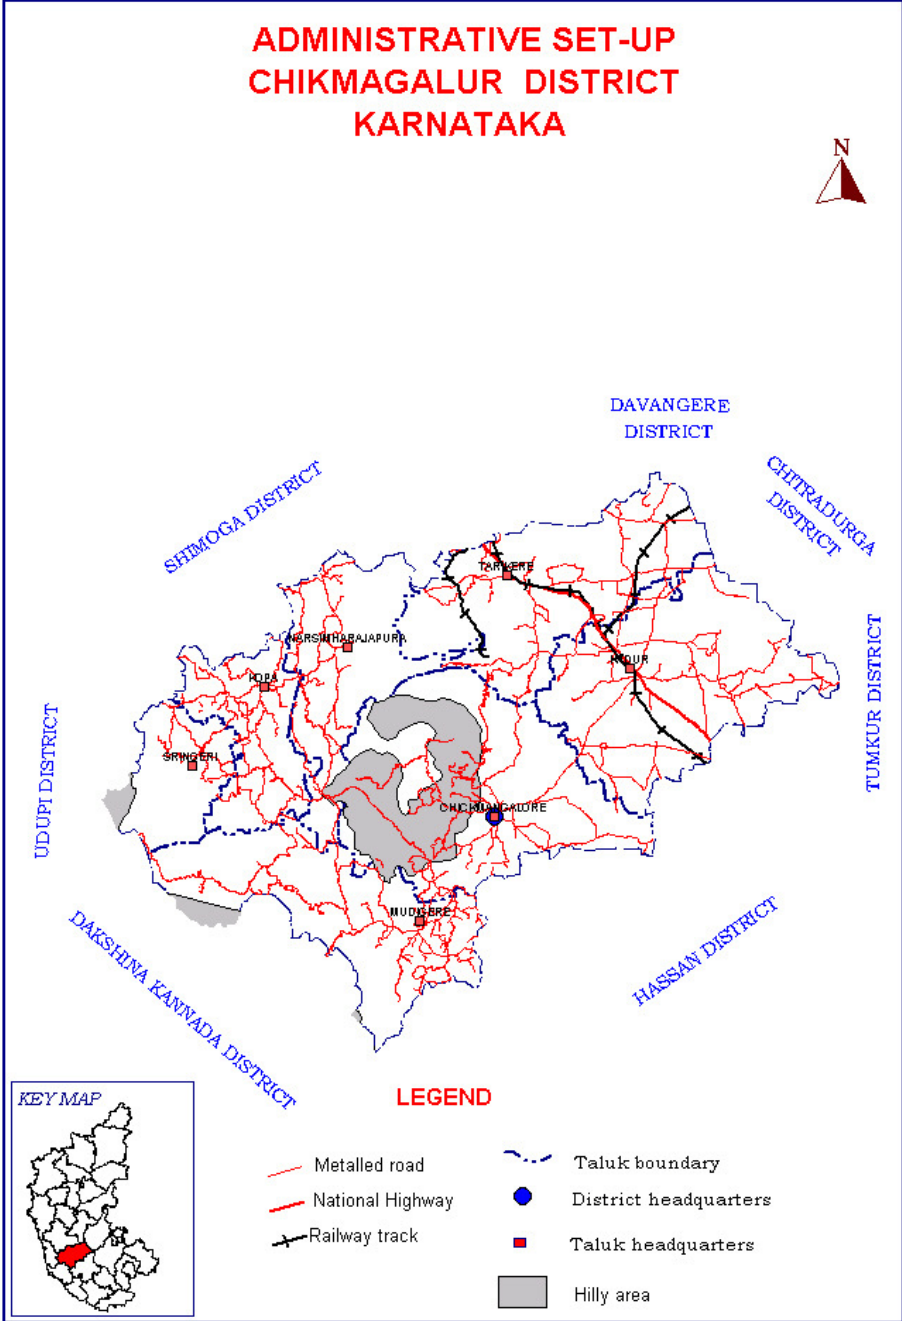 ADMINISTRATIVE SET-UP
CHIKMAGALUR DISTRICT
KARNATAKA
N
DAVANGERE
DISTRICT
CHITRADURGA
DISTRICT
SHIMOGA DISTRICT
TARIKERE
NARSIMHARAJAPURA
KADUR
KOPA
TUMKUR DISTRICT
UDUPI DISTRICT
SRINGERI
CHICKMANGALORE
MUDIGERE
HASSAN DISTRICT
DAKSHINA KANNADA DISTRICT
KEY MAP
LEGEND
Metalled road
National Highway
Railway track
Taluk boundary
District headquarters
Taluk headquarters
Hilly area